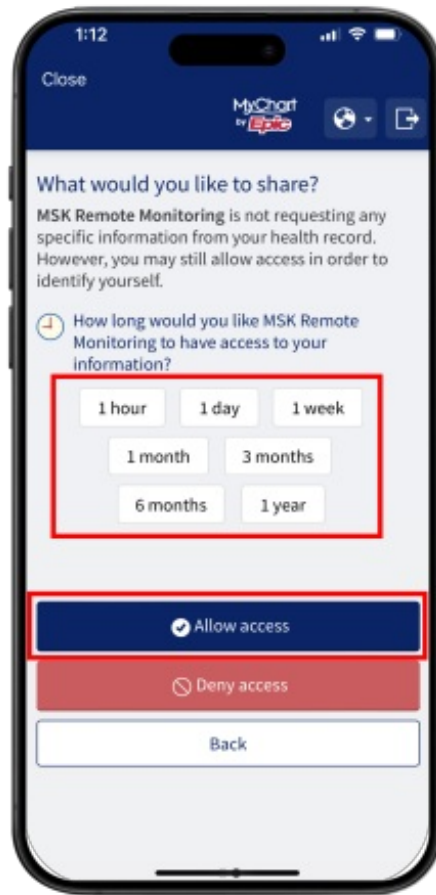 1:12
Close
MyChart
by Epic
What would you like to share?
MSK Remote Monitoring is not requesting any
specific information from your health record.
However, you may still allow access in order to
identify yourself.
How long would you like MSK Remote
Monitoring to have access to your
information?
1 hour 1 day 1 week
1 month 3 months
6 months 1 year
Allow access
Deny access
Back